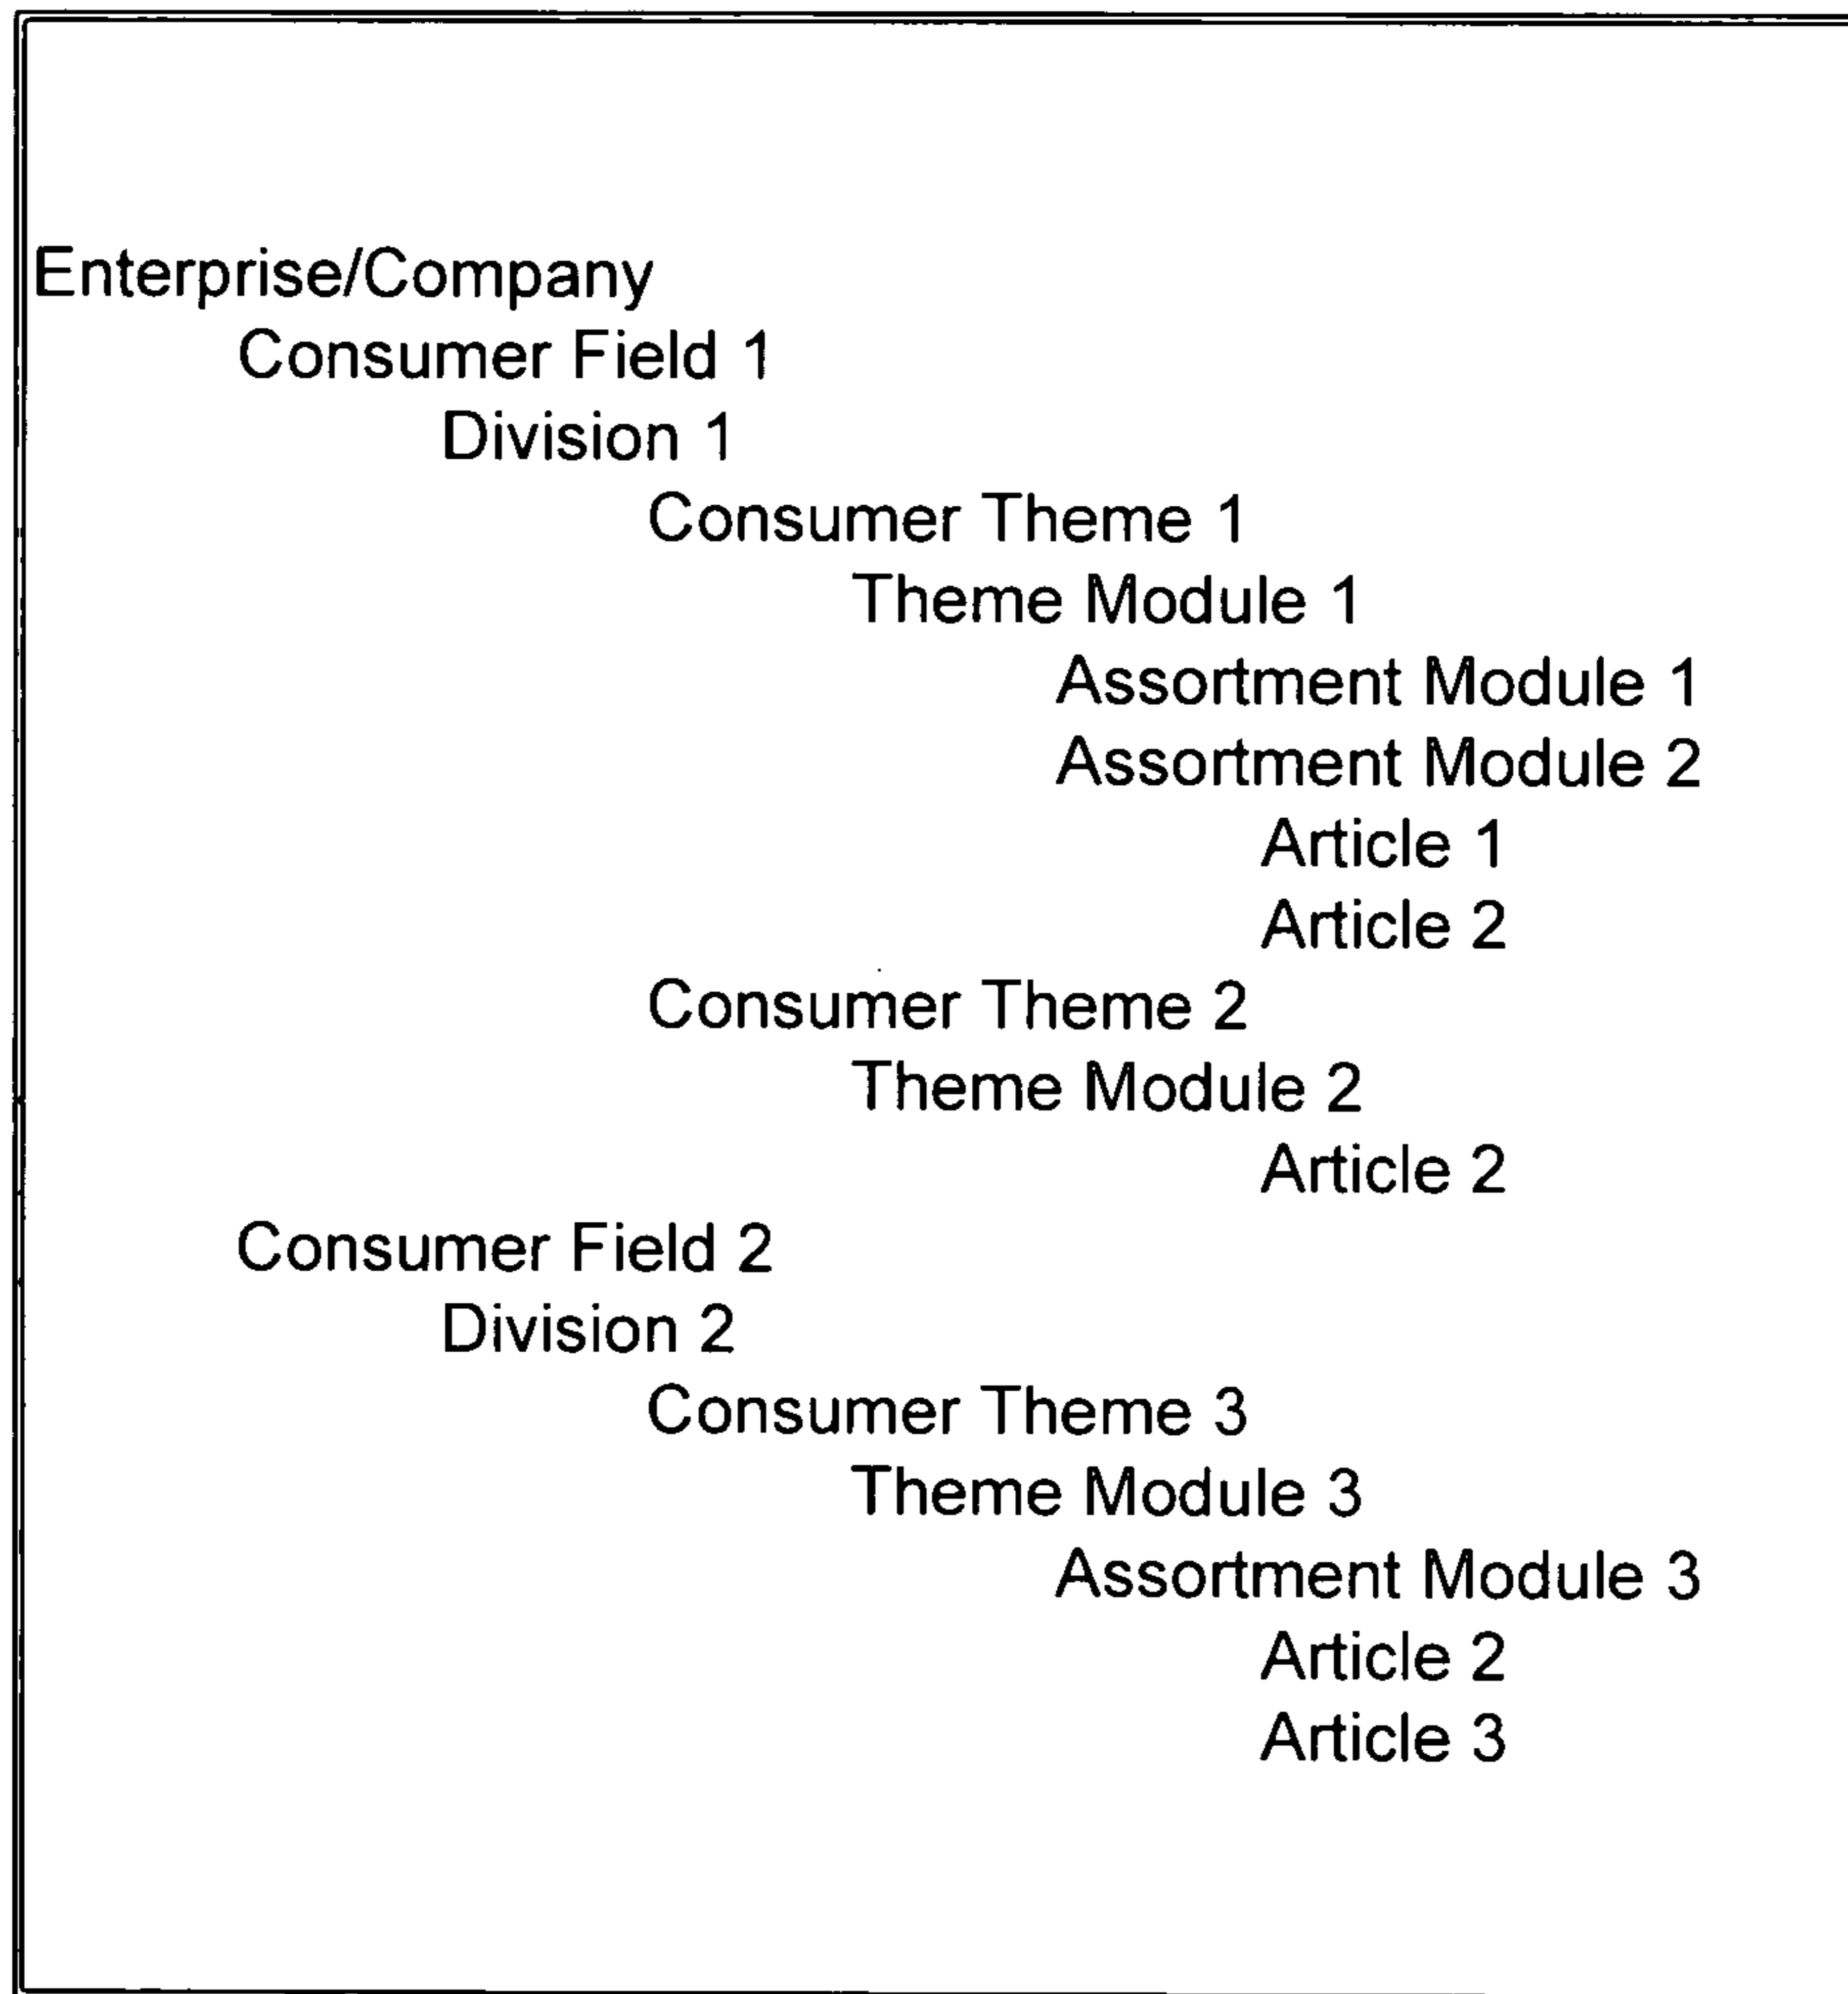 Enterprise/Company
Consumer Field 1
Division 1
Consumer Theme 1
Theme Module 1
Assortment Module 1
Assortment Module 2
Article 1
Article 2
Consumer Theme 2
Theme Module 2
Article 2
Consumer Field 2
Division 2
Consumer Theme 3
Theme Module 3
Assortment Module 3
Article 2
Article 3